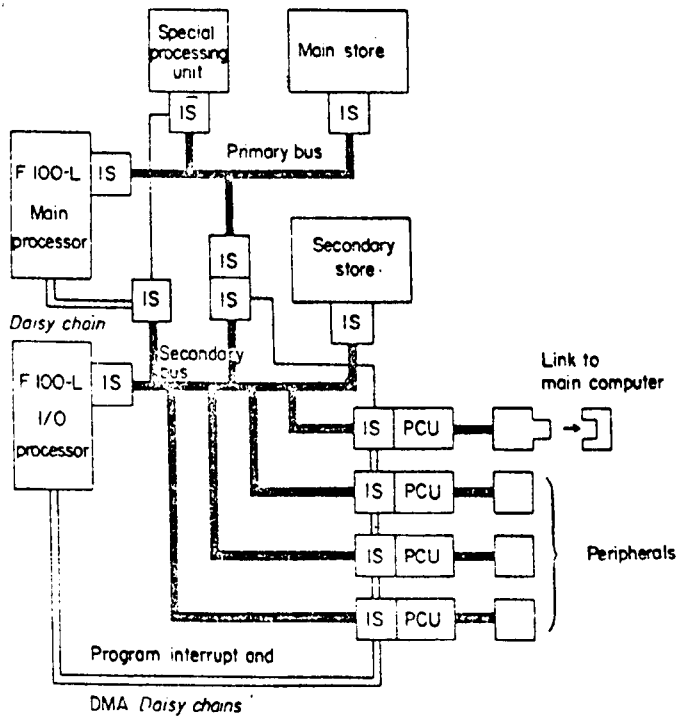 Special
processing
unit
Main store
IS
IS
Primary bus
F 100-L
Main
processor
IS
IS
IS
Secondary
store
IS
IS
Daisy chain
Secondary
bus
F 100-L
I/O
processor
IS
Link to
main computer
IS PCU
IS PCU
IS PCU
Peripherals
IS PCU
Program interrupt and
DMA Daisy chains